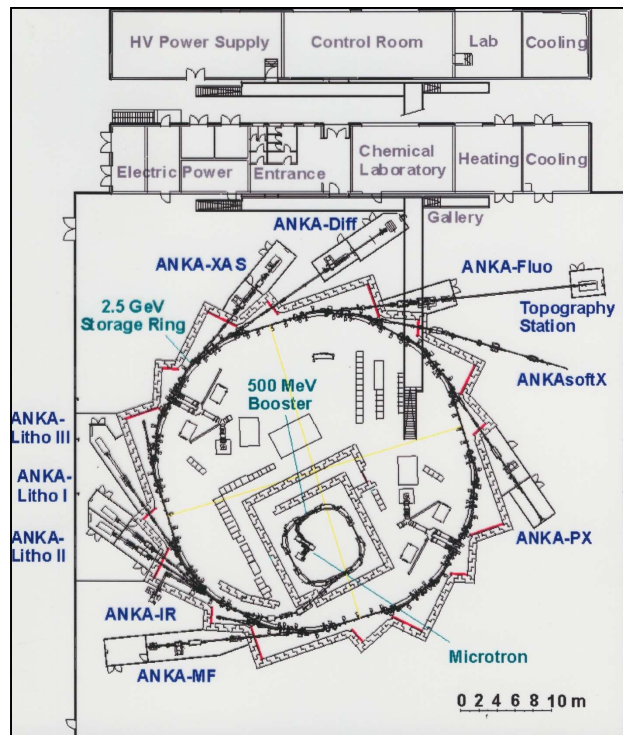 HV Power Supply
Control Room
Lab
Cooling
Electric Power
Entrance
Chemical
Laboratory
Heating
Cooling
Gallery
ANKA-Diff
ANKA-XAS
ANKA-Fluo
2.5 GeV
Storage Ring
Topography
Station
500 MeV
Booster
ANKAsoftX
ANKA-
Litho III
ANKA-
Litho I
ANKA-
Litho II
ANKA-PX
ANKA-IR
Microtron
ANKA-MF
0 2 4 6 8 10 m